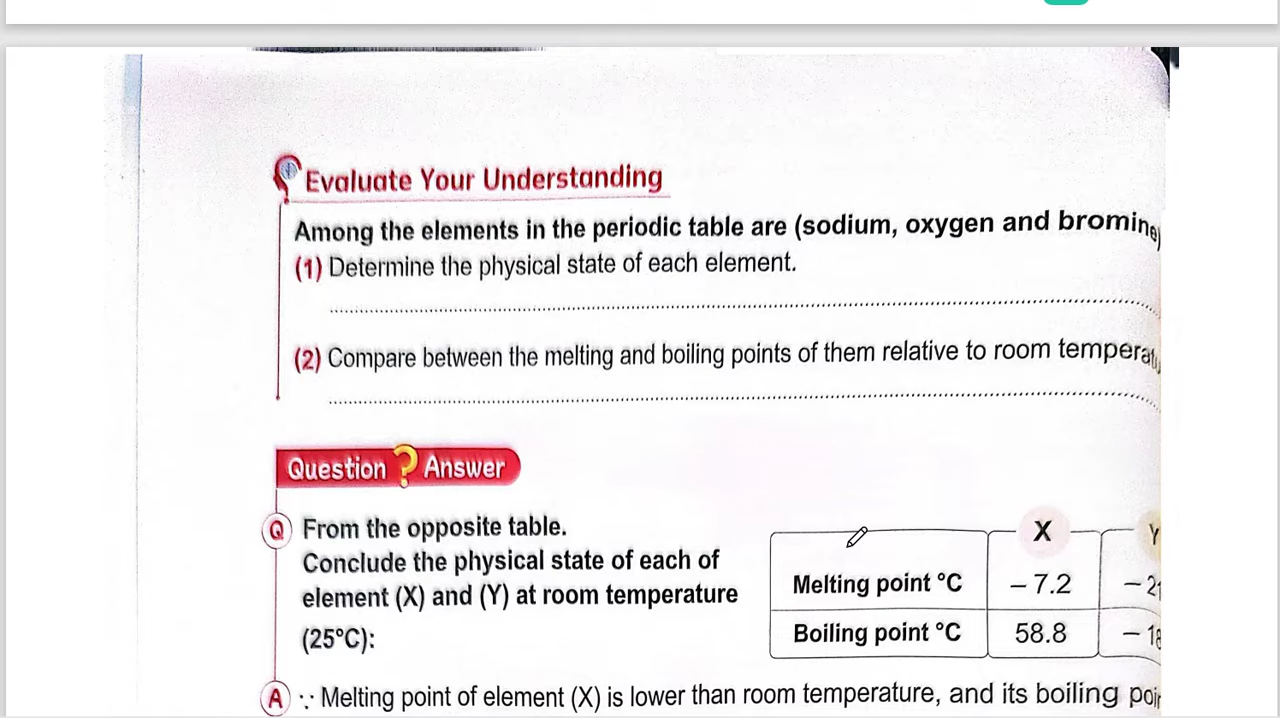 Evaluate Your Understanding
Among the elements in the periodic table are (sodium, oxygen and bromine)
(1) Determine the physical state of each element.
(2) Compare between the melting and boiling points of them relative to room
Question ? Answer
Q From the opposite table.
Conclude the physical state of each of
element (X) and (Y) at room temperature
(25°C):
X Y
Melting point °C – 7.2
Boiling point °C 58.8
A ∵ Melting point of element (X) is lower than room temperature, and its boiling